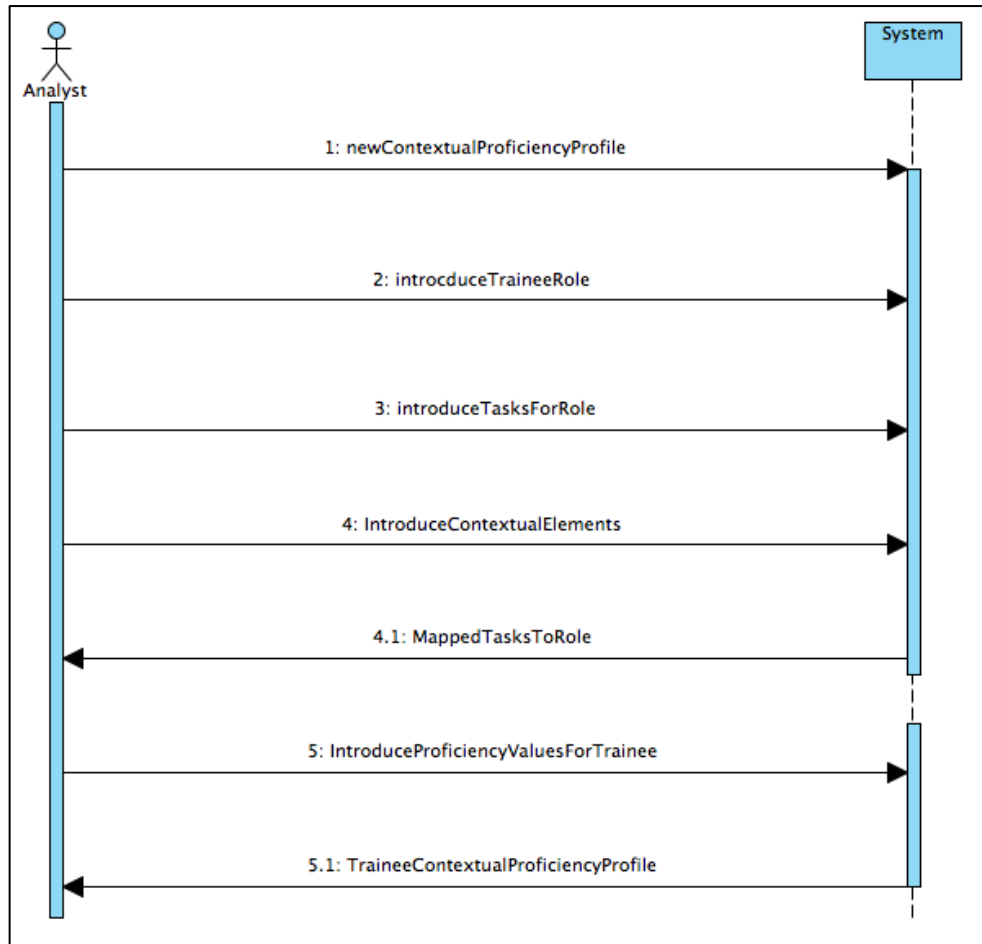 System
Analyst
1: newContextualProficiencyProfile
2: introcduceTraineeRole
3: introduceTasksForRole
4: IntroduceContextualElements
4.1: MappedTasksToRole
5: IntroduceProficiencyValuesForTrainee
5.1: TraineeContextualProficiencyProfile